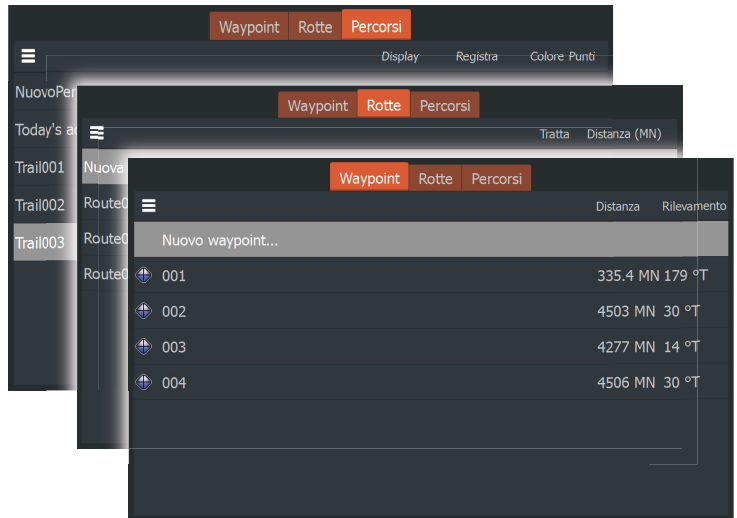 Waypoint Rotte Percorsi
Display Registra Colore Punti
Today's
Trail001
Trail002
Trail003
Waypoint Rotte Percorsi
Tratta Distanza (MN)
Nuova
Waypoint Rotte Percorsi
Distanza Rilevamento
Nuovo waypoint...
001 335.4 MN 179 °T
002 4503 MN 30 °T
003 4277 MN 14 °T
004 4506 MN 30 °T